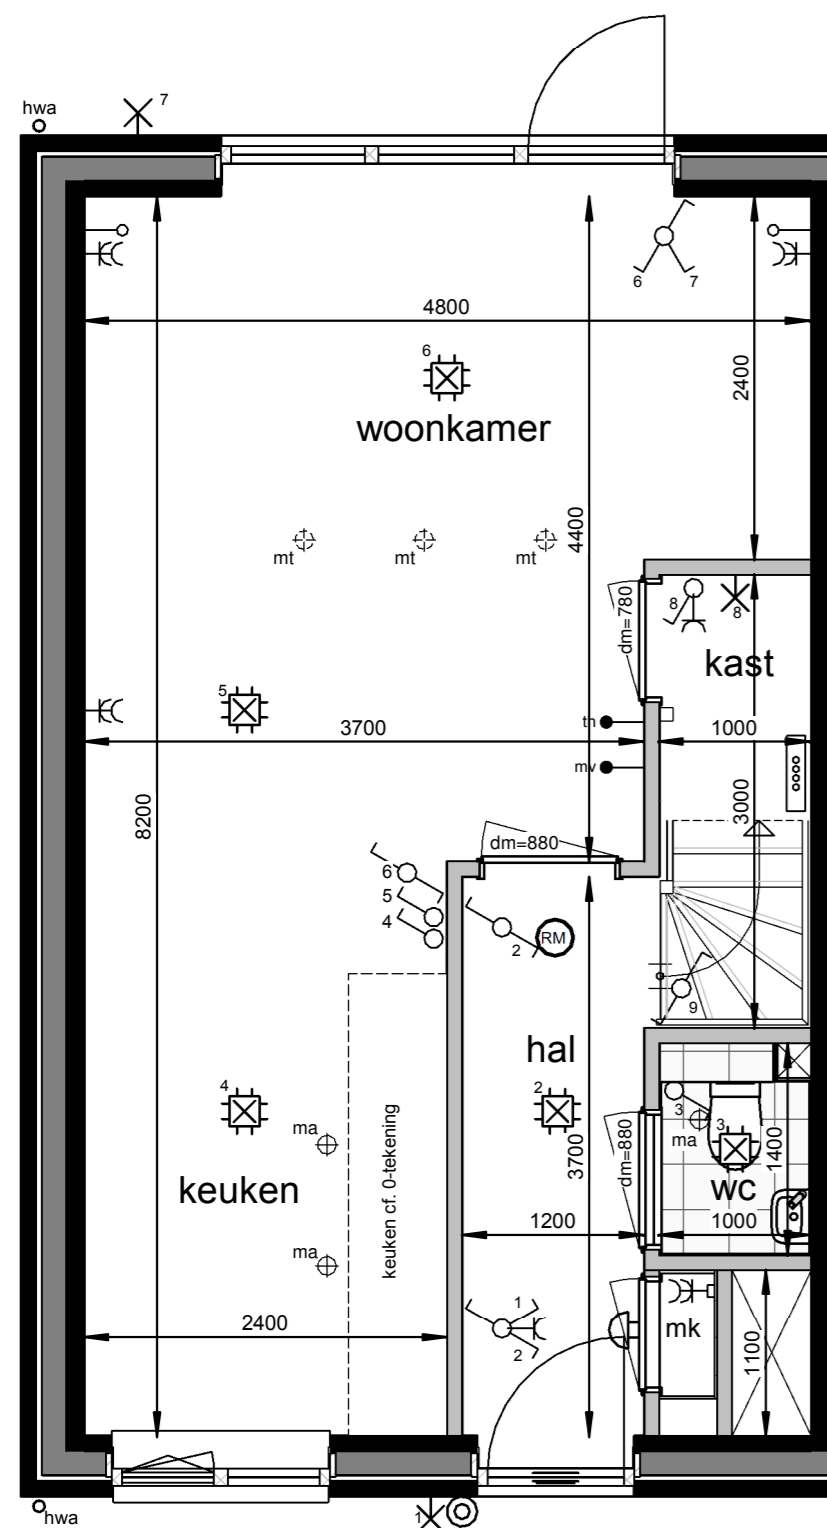 7
hwa
6
7
4800
6
2400
woonkamer
4400
mt
mt
mt
dm=780
8
8
kast
5
th
3700
1000
mv
3000
8200
dm=880
6
5
4
2
RM
9
hal
4
2
3
3
ma
ma
1400
3700
dm=880
keuken cf. 0-tekening
keuken
wc
1200
1000
ma
1
2
mk
2400
1100
hwa
1